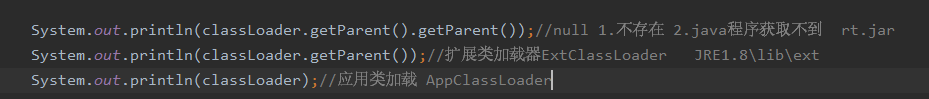 System.out.println(classLoader.getParent().getParent());//null 1.不存在 2.java程序获取不到  rt.jar
System.out.println(classLoader.getParent());//扩展类加载器ExtClassLoader   JRE1.8\lib\ext
System.out.println(classLoader);//应用类加载 AppClassLoader